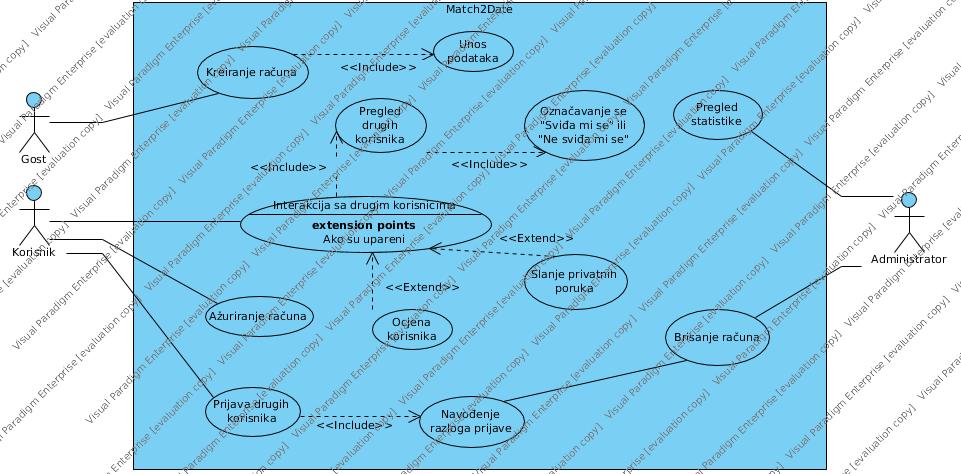 Match2Date
Kreiranje računa
<<Include>>
Unos
podataka
Pregled
drugih
korisnika
Označavanje se
"Sviđa mi se" ili
"Ne sviđa mi se"
Pregled
statistike
Gost
<<Include>>
<<Include>>
Interakcija sa drugim korisnicima
extension points
Ako su upareni
<<Extend>>
Korisnik
Administrator
Slanje privatnih
poruka
<<Extend>>
Ažuriranje računa
Ocjena
korisnika
Brisanje računa
Prijava drugih
korisnika
<<Include>>
Navođenje
razloga prijave
Visual Paradigm Enterprise [evaluation copy]